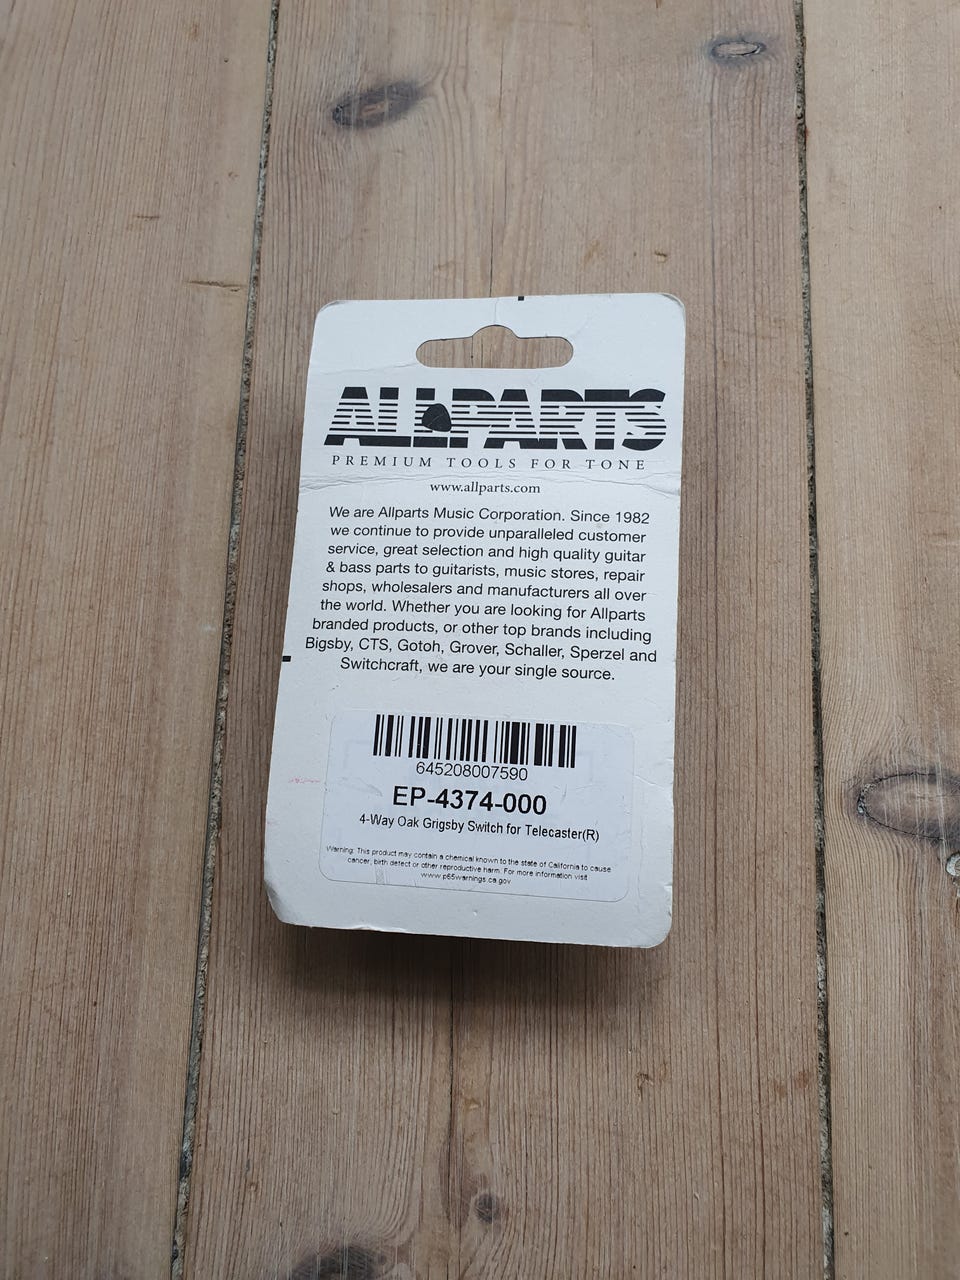 ALLPARTS
PREMIUM TOOLS FOR TONE
www.allparts.com
We are Allparts Music Corporation. Since 1982
we continue to provide unparalleled customer
service, great selection and high quality guitar
& bass parts to guitarists, music stores, repair
shops, wholesalers and manufacturers all over
the world. Whether you are looking for Allparts
branded products, or other top brands including
Bigsby, CTS, Gotoh, Grover, Schaller, Sperzel and
Switchcraft, we are your single source.
645208007590
EP-4374-000
4-Way Oak Grigsby Switch for Telecaster(R)
Warning: This product may contain a chemical known to the state of California to cause
cancer, birth defect or other reproductive harm. For more information visit
www.p65warnings.ca.gov